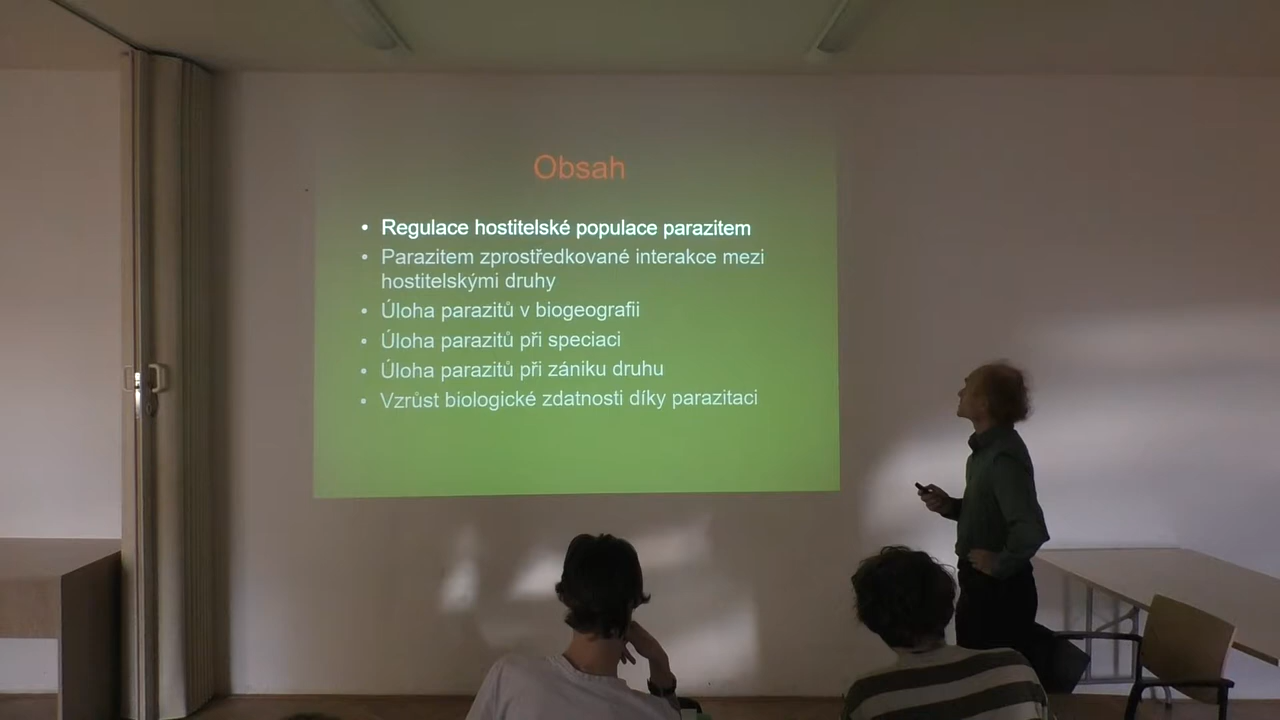 Obsah
• Regulace hostitelské populace parazitem
• Parazitem zprostředkované interakce mezi
hostitelskými druhy
• Úloha parazitů v biogeografii
• Úloha parazitů při speciaci
• Úloha parazitů při zániku druhu
• Vzrůst biologické zdatnosti díky parazitaci